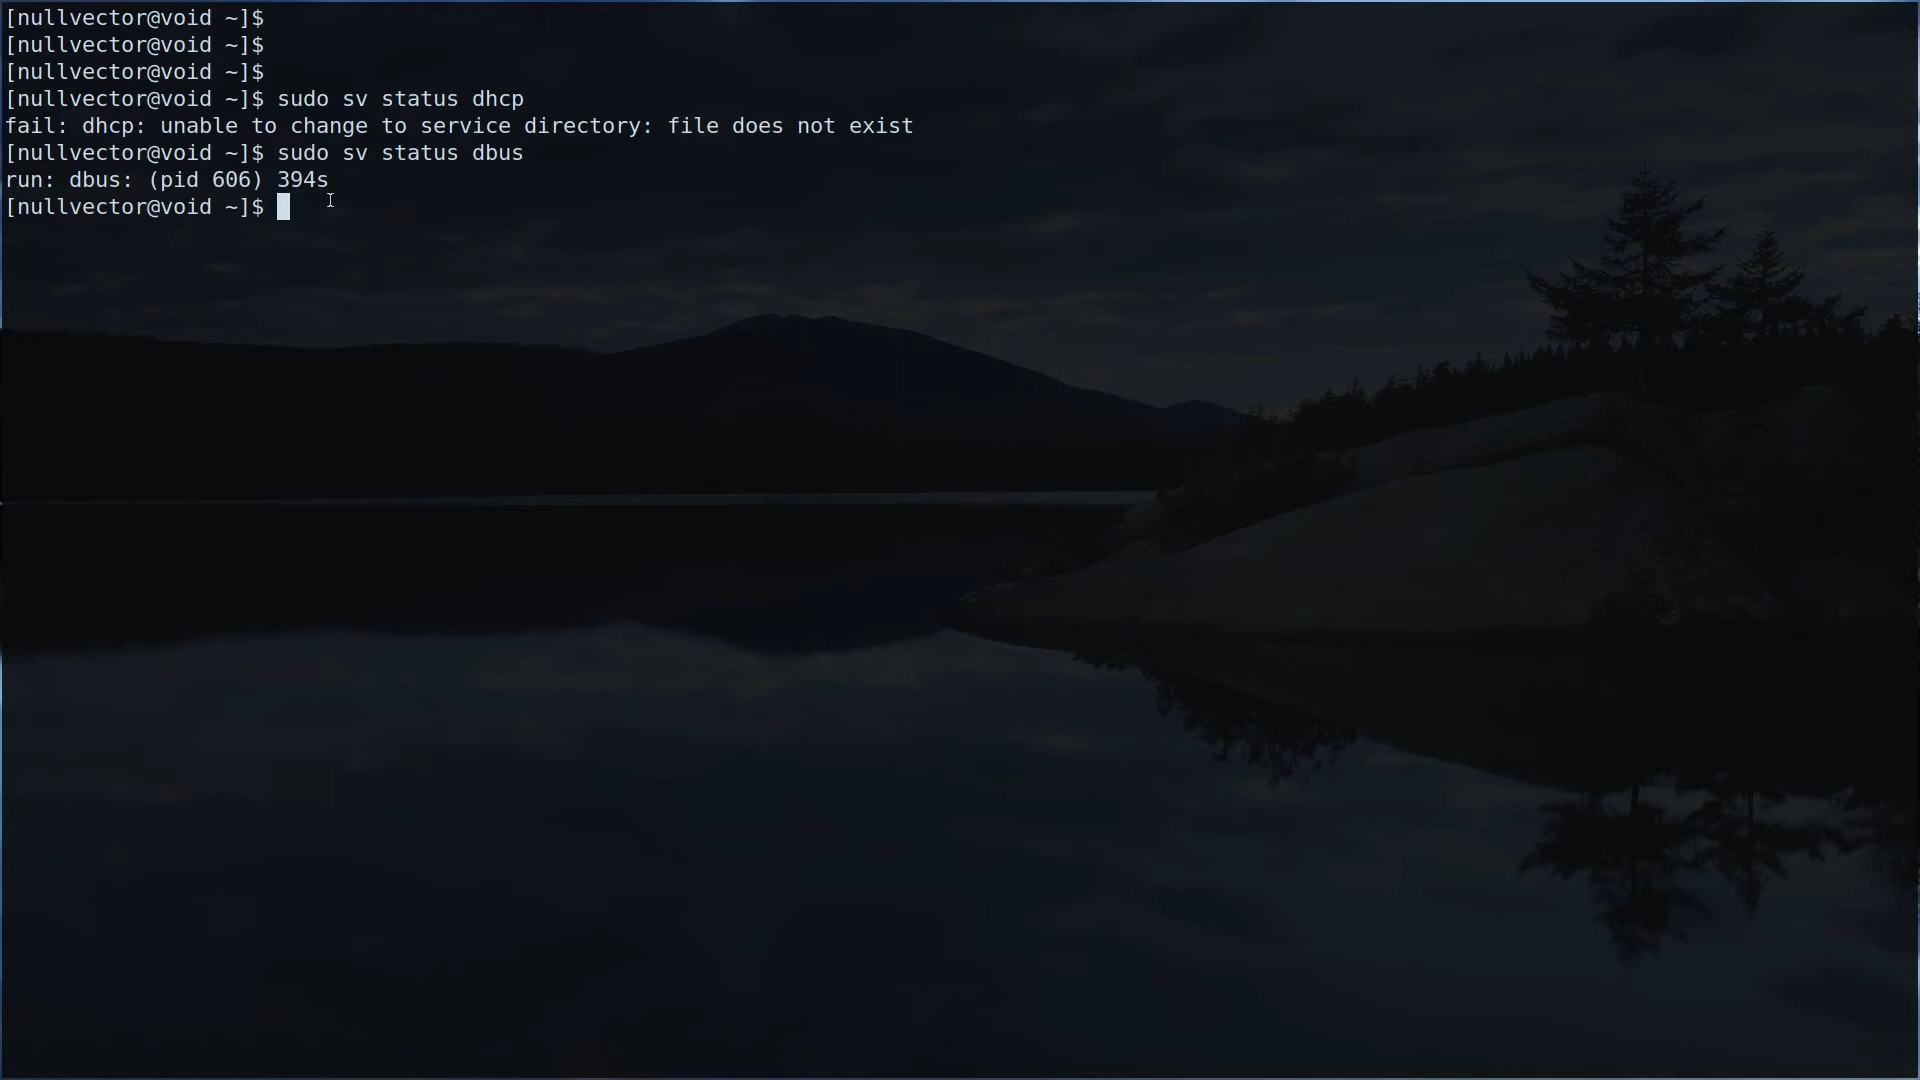 [nullvector@void ~]$
[nullvector@void ~]$
[nullvector@void ~]$
[nullvector@void ~]$ sudo sv status dhcp
fail: dhcp: unable to change to service directory: file does not exist
[nullvector@void ~]$ sudo sv status dbus
run: dbus: (pid 606) 394s
[nullvector@void ~]$